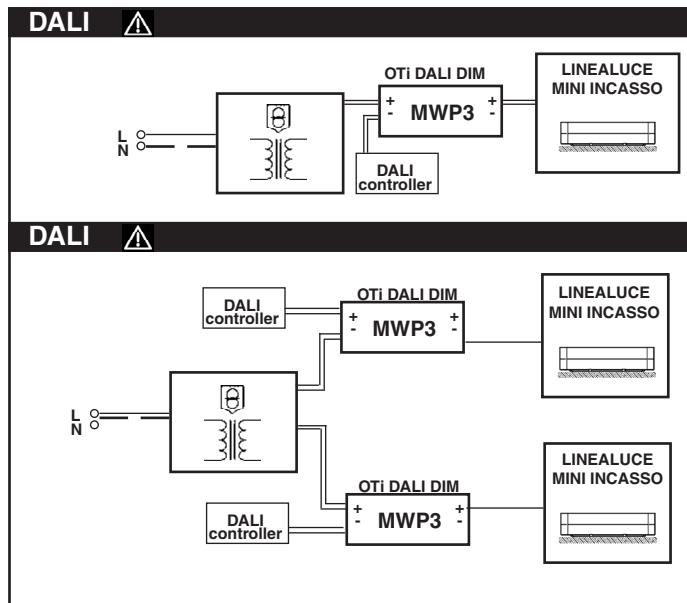 DALI
OTi DALI DIM
LINEALUCE
MINI INCASSO
+ +
MWP3
- -
L
N
DALI
controller
DALI
OTi DALI DIM
LINEALUCE
MINI INCASSO
DALI
controller
+ +
MWP3
- -
L
N
OTi DALI DIM
LINEALUCE
MINI INCASSO
DALI
controller
+ +
MWP3
- -